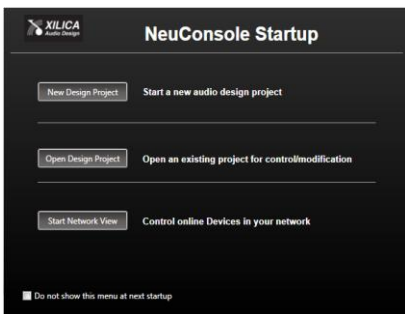 XILICA
Audio Design
NeuConsole Startup
New Design Project Start a new audio design project
Open Design Project Open an existing project for control/modification
Start Network View Control online Devices in your network
Do not show this menu at next startup